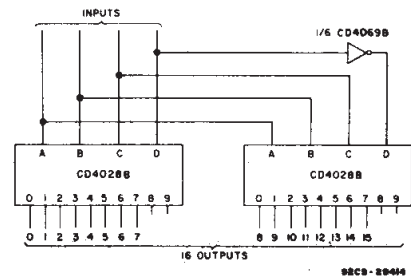 INPUTS
1/6 CD4069B
A B C D
CD4028B
0 1 2 3 4 5 6 7 8 9
0 1 2 3 4 5 6 7
A B C D
CD4028B
0 1 2 3 4 5 6 7 8 9
8 9 10 11 12 13 14 15
16 OUTPUTS
92CS-29414